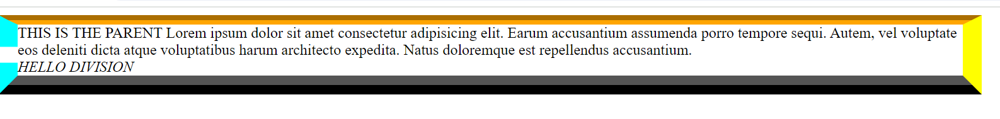 THIS IS THE PARENT Lorem ipsum dolor sit amet consectetur adipisicing elit. Earum accusantium assumenda porro tempore sequi. Autem, vel voluptate
eos deleniti dicta atque voluptatibus harum architecto expedita. Natus doloremque est repellendus accusantium.
HELLO DIVISION